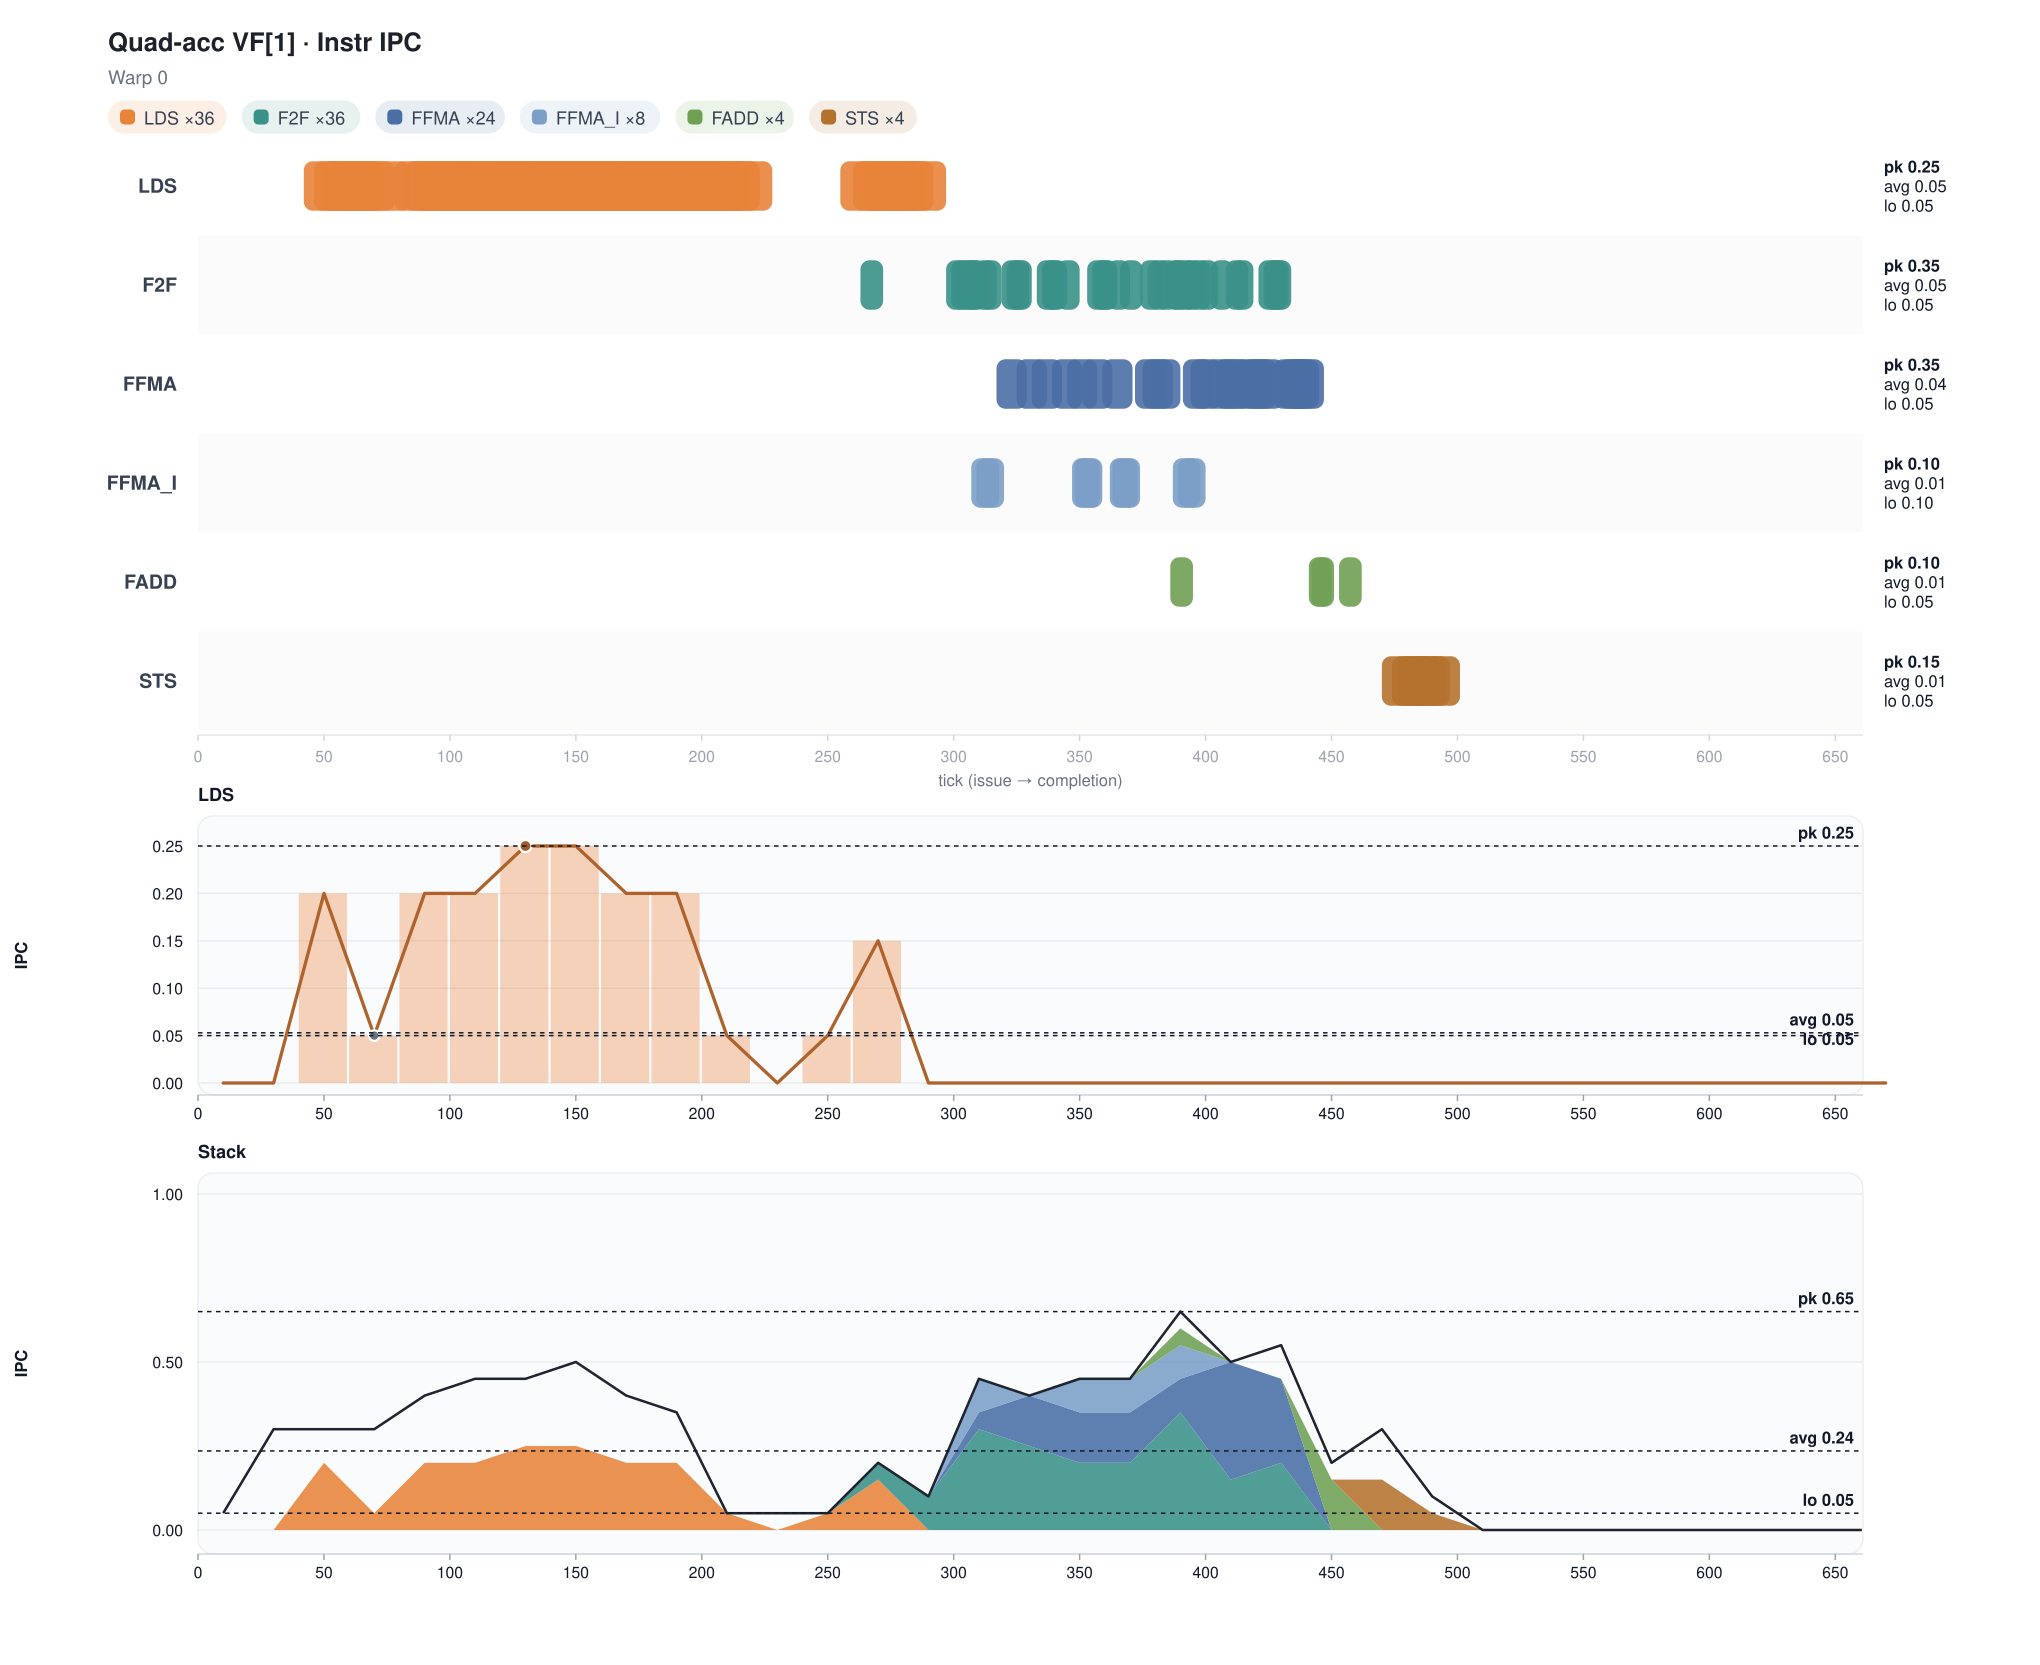 Quad-acc VF[1] · Instr IPC
Warp 0
LDS ×36 F2F ×36 FFMA ×24 FFMA_I ×8 FADD ×4 STS ×4
LDS
pk 0.25
avg 0.05
lo 0.05
F2F
pk 0.35
avg 0.05
lo 0.05
FFMA
pk 0.35
avg 0.04
lo 0.05
FFMA_I
pk 0.10
avg 0.01
lo 0.10
FADD
pk 0.10
avg 0.01
lo 0.05
STS
pk 0.15
avg 0.01
lo 0.05
0 50 100 150 200 250 300 350 400 450 500 550 600 650
tick (issue → completion)
LDS
IPC
pk 0.25
0.25
0.20
0.15
0.10
avg 0.05
0.05
lo 0.05
0.00
0 50 100 150 200 250 300 350 400 450 500 550 600 650
Stack
IPC
1.00
pk 0.65
0.50
avg 0.24
lo 0.05
0.00
0 50 100 150 200 250 300 350 400 450 500 550 600 650